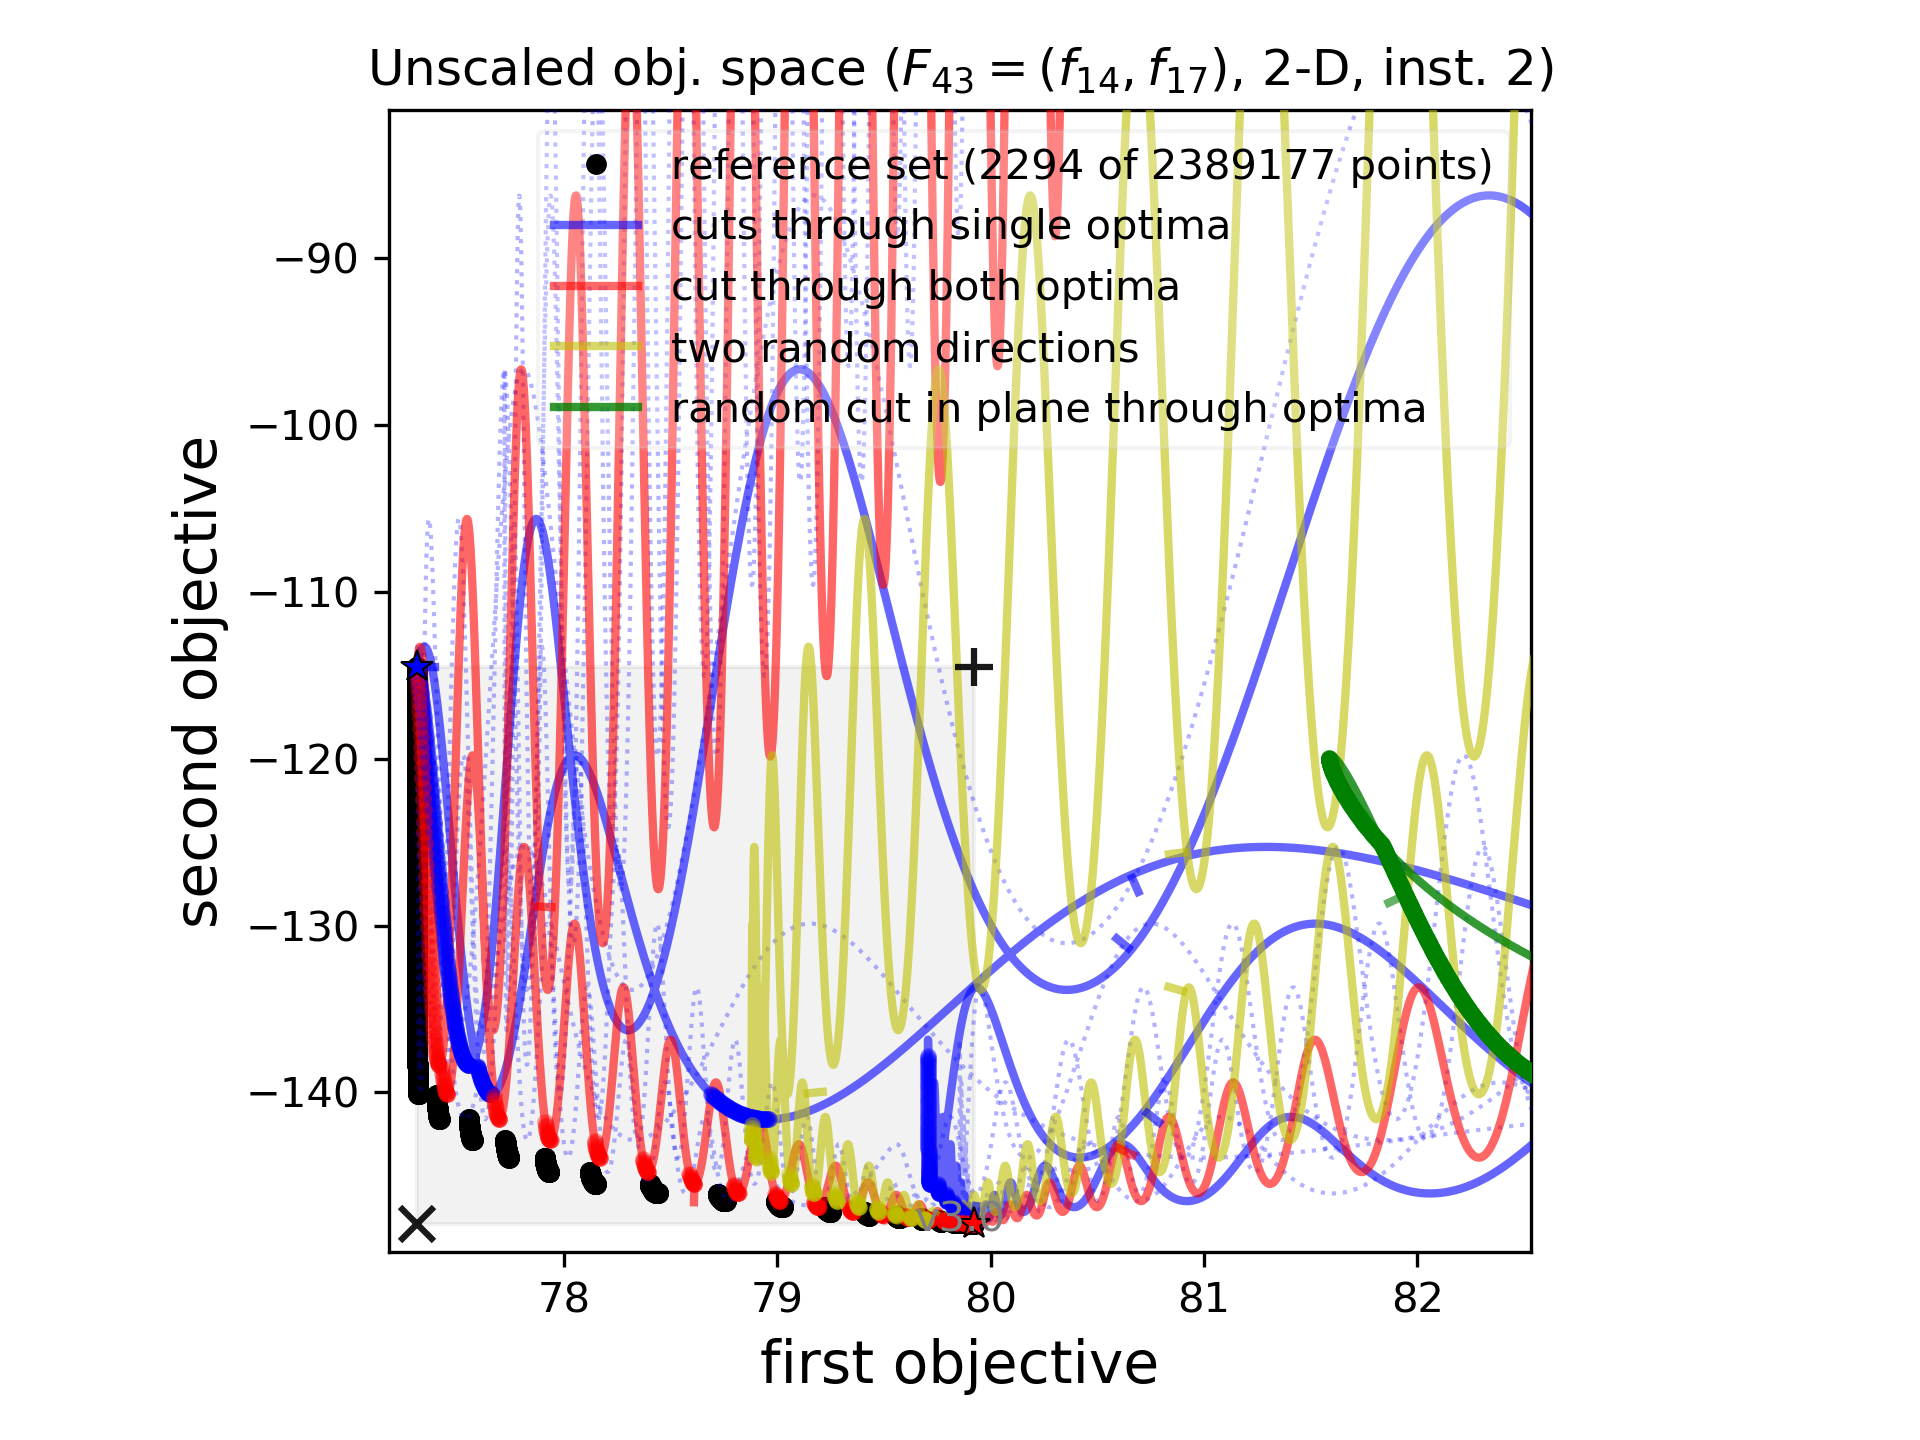 Unscaled obj. space (F43 = (f14, f17), 2-D, inst. 2)
reference set (2294 of 2389177 points)
cuts through single optima
cut through both optima
two random directions
random cut in plane through optima
second objective
−90
−100
−110
−120
−130
−140
78
79
80
81
82
first objective